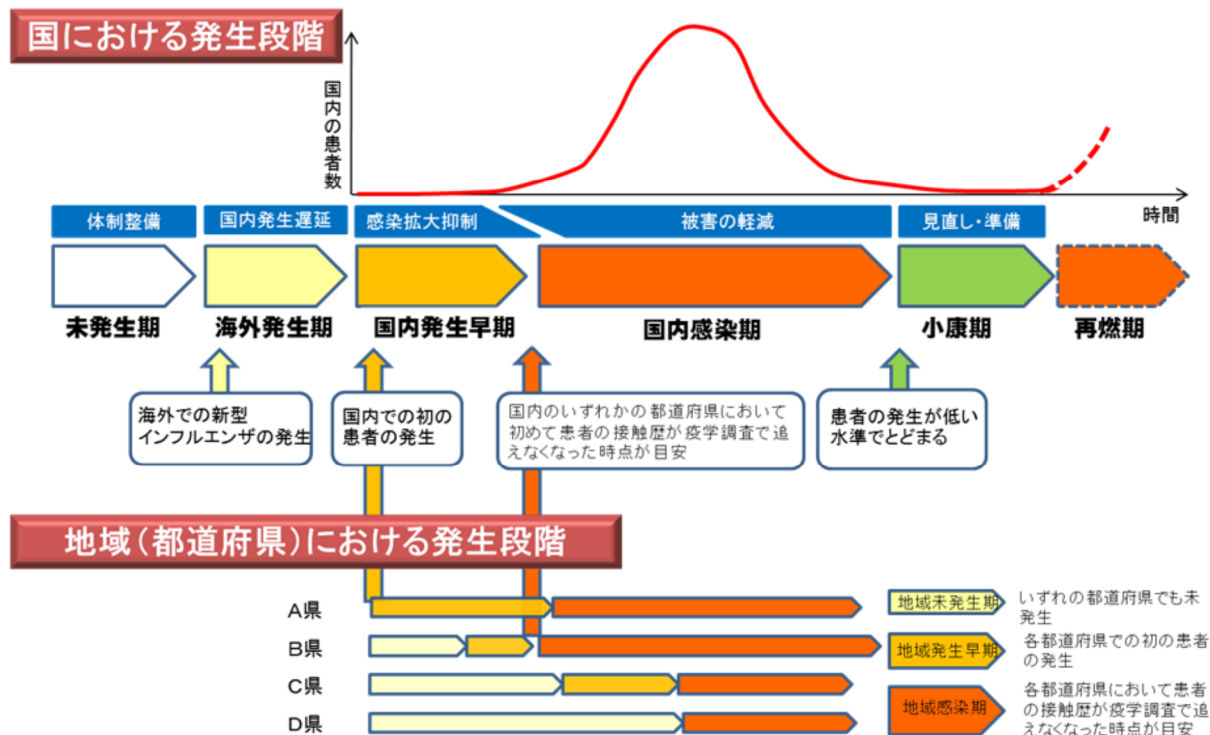 国における発生段階
国内の患者数
時間
体制整備
国内発生遅延
感染拡大抑制
被害の軽減
見直し・準備
未発生期
海外発生期
国内発生早期
国内感染期
小康期
再燃期
海外での新型
インフルエンザの発生
国内での初の
患者の発生
国内のいずれかの都道府県において
初めて患者の接触歴が疫学調査で追
えなくなった時点が目安
患者の発生が低い
水準でとどまる
地域(都道府県)における発生段階
A県
B県
C県
D県
地域未発生期
いずれの都道府県でも未
発生
地域発生早期
各都道府県での初の患者
の発生
地域感染期
各都道府県において患者
の接触歴が疫学調査で追
えなくなった時点が目安